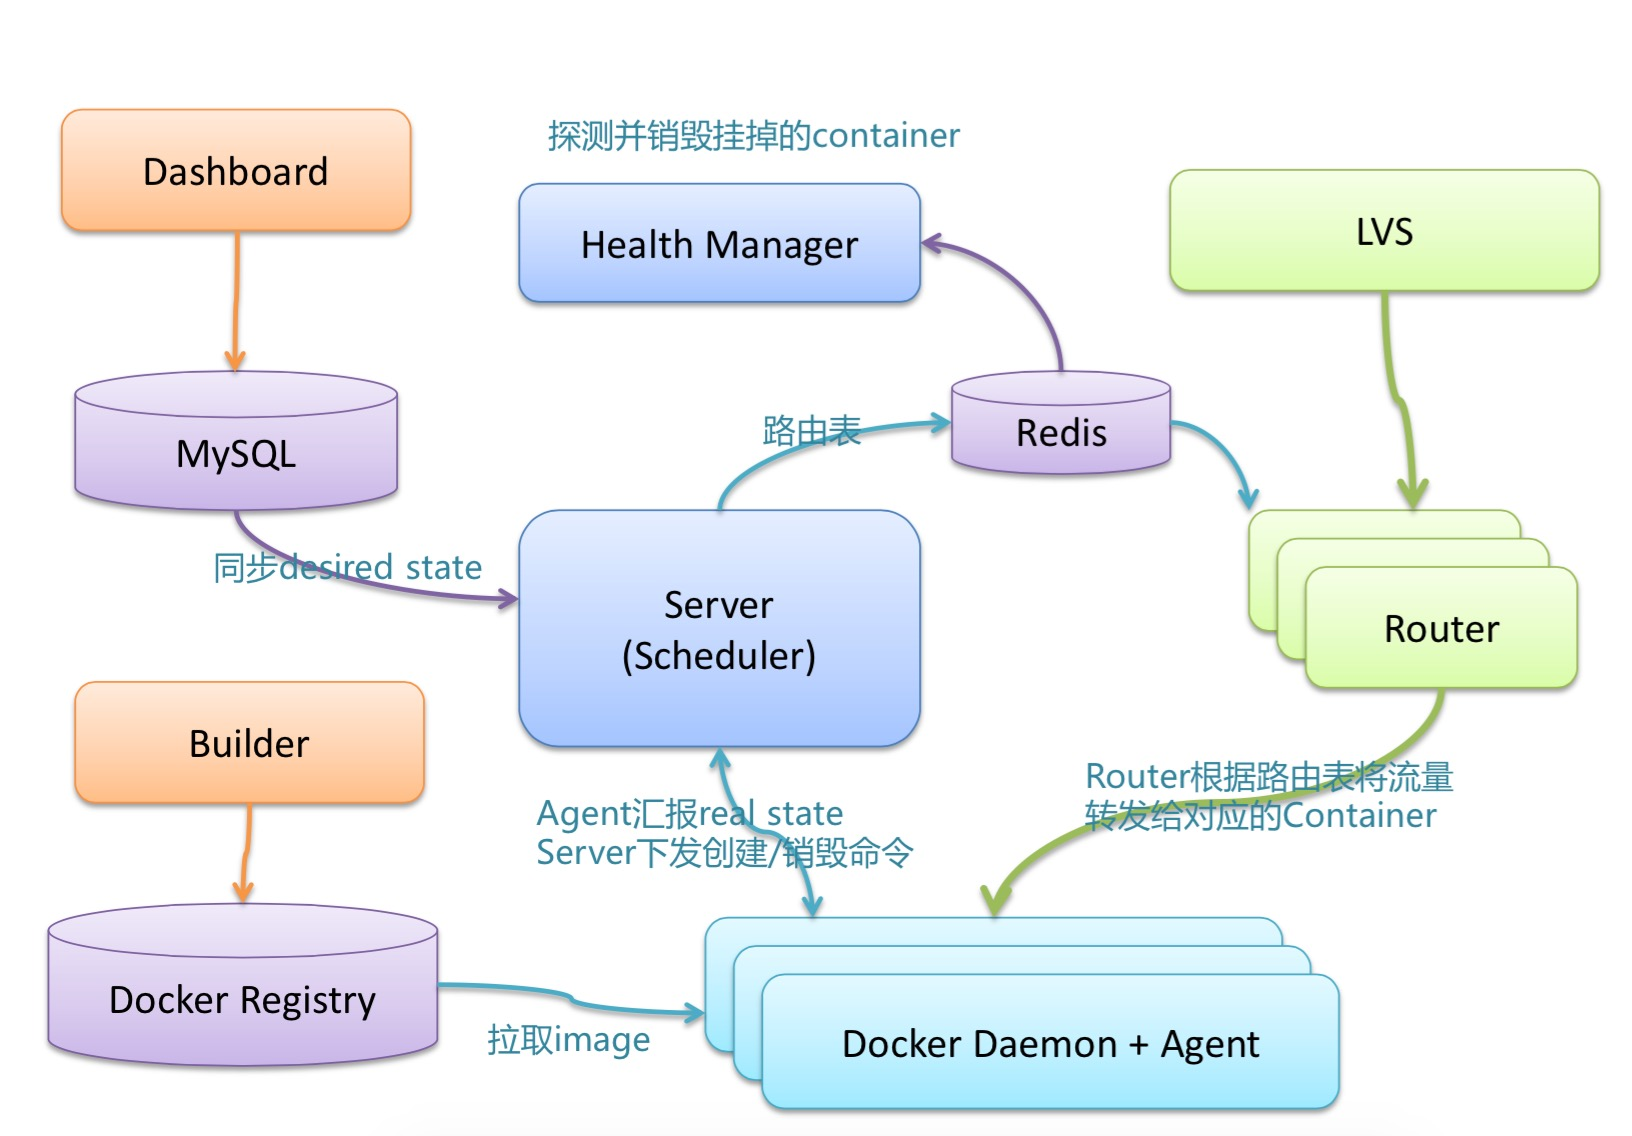 探测并销毁挂掉的container
Dashboard
Health Manager
LVS
路由表
Redis
MySQL
同步desired state
Server
(Scheduler)
Router
Builder
Router根据路由表将流量
转发给对应的Container
Agent汇报real state
Server下发创建/销毁命令
Docker Registry
拉取image
Docker Daemon + Agent